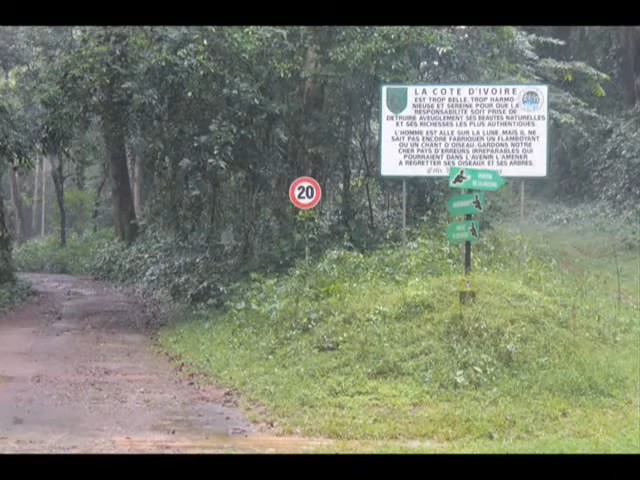 LA COTE D'IVOIRE
EST TROP BELLE, TROP HARMO-
NIEUSE ET SEREINE POUR QUE LA
RESPONSABILITE SOIT PRISE DE
DETRUIRE AVEUGLEMENT SES BEAUTES NATURELLES
ET SES RICHESSES LES PLUS AUTHENTIQUES.
L'HOMME EST ALLE SUR LA LUNE, MAIS IL NE
SAIT PAS ENCORE FABRIQUER UN FLAMBOYANT
OU UN CHANT D'OISEAU. GARDONS NOTRE
CHER PAYS D'ERREURS IRREPARABLES QUI
POURRAIENT DANS L'AVENIR L'AMENER
A REGRETTER SES OISEAUX ET SES ARBRES.
20